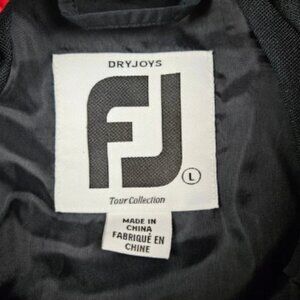 DRYJOYS
FJ
L
Tour Collection
MADE IN
CHINA
FABRIQUÉ EN
CHINE